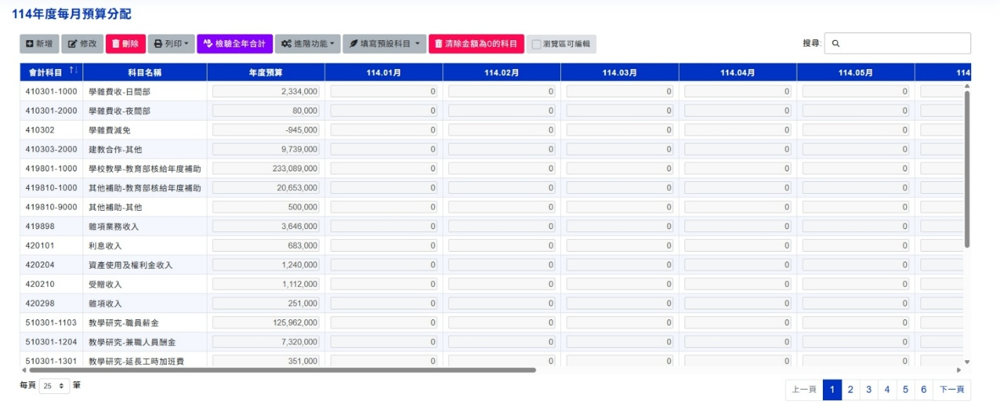 114年度每月預算分配
新增 修改 刪除 列印 檢驗全年合計 進階功能 填寫預設科目 清除金額為0的科目 瀏覽區可編輯 搜尋:
會計科目 科目名稱 年度預算 114.01月 114.02月 114.03月 114.04月 114.05月 114
410301-1000 學雜費收-日間部 2,334,000 0 0 0 0 0
410301-2000 學雜費收-夜間部 80,000 0 0 0 0 0
410302 學雜費減免 -945,000 0 0 0 0 0
410303-2000 建教合作-其他 9,739,000 0 0 0 0 0
419801-1000 學校教學-教育部核給年度補助 233,089,000 0 0 0 0 0
419810-1000 其他補助-教育部核給年度補助 20,653,000 0 0 0 0 0
419810-9000 其他補助-其他 500,000 0 0 0 0 0
419898 雜項業務收入 3,646,000 0 0 0 0 0
420101 利息收入 683,000 0 0 0 0 0
420204 資產使用及權利金收入 1,240,000 0 0 0 0 0
420210 受贈收入 1,112,000 0 0 0 0 0
420298 雜項收入 251,000 0 0 0 0 0
510301-1103 教學研究-職員薪金 125,962,000 0 0 0 0 0
510301-1204 教學研究-兼職人員酬金 7,320,000 0 0 0 0 0
510301-1301 教學研究-延長工時加班費 351,000 0 0 0 0 0
每頁 25 筆 上一頁 1 2 3 4 5 6 下一頁